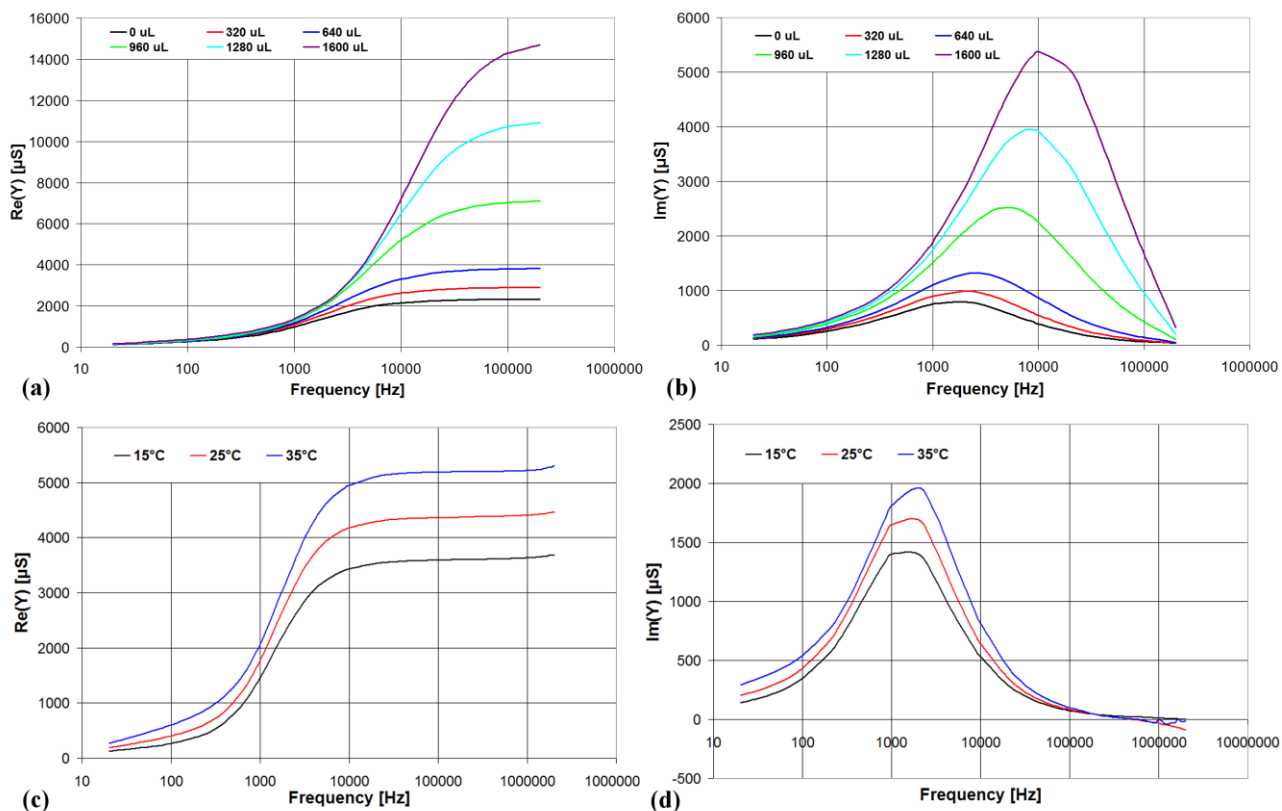 16000
14000
12000
10000
8000
6000
4000
2000
0
Re(Y) [µS]
0 uL 320 uL 640 uL
960 uL 1280 uL 1600 uL
10 100 1000 10000 100000 1000000
Frequency [Hz]
(a)
6000
5000
4000
3000
2000
1000
0
Im(Y) [µS]
0 uL 320 uL 640 uL
960 uL 1280 uL 1600 uL
10 100 1000 10000 100000 1000000
Frequency [Hz]
(b)
6000
5000
4000
3000
2000
1000
0
Re(Y) [µS]
15°C 25°C 35°C
10 100 1000 10000 100000 1000000 10000000
Frequency [Hz]
(c)
2500
2000
1500
1000
500
0
-500
Im(Y) [µS]
15°C 25°C 35°C
10 100 1000 10000 100000 1000000 10000000
Frequency [Hz]
(d)